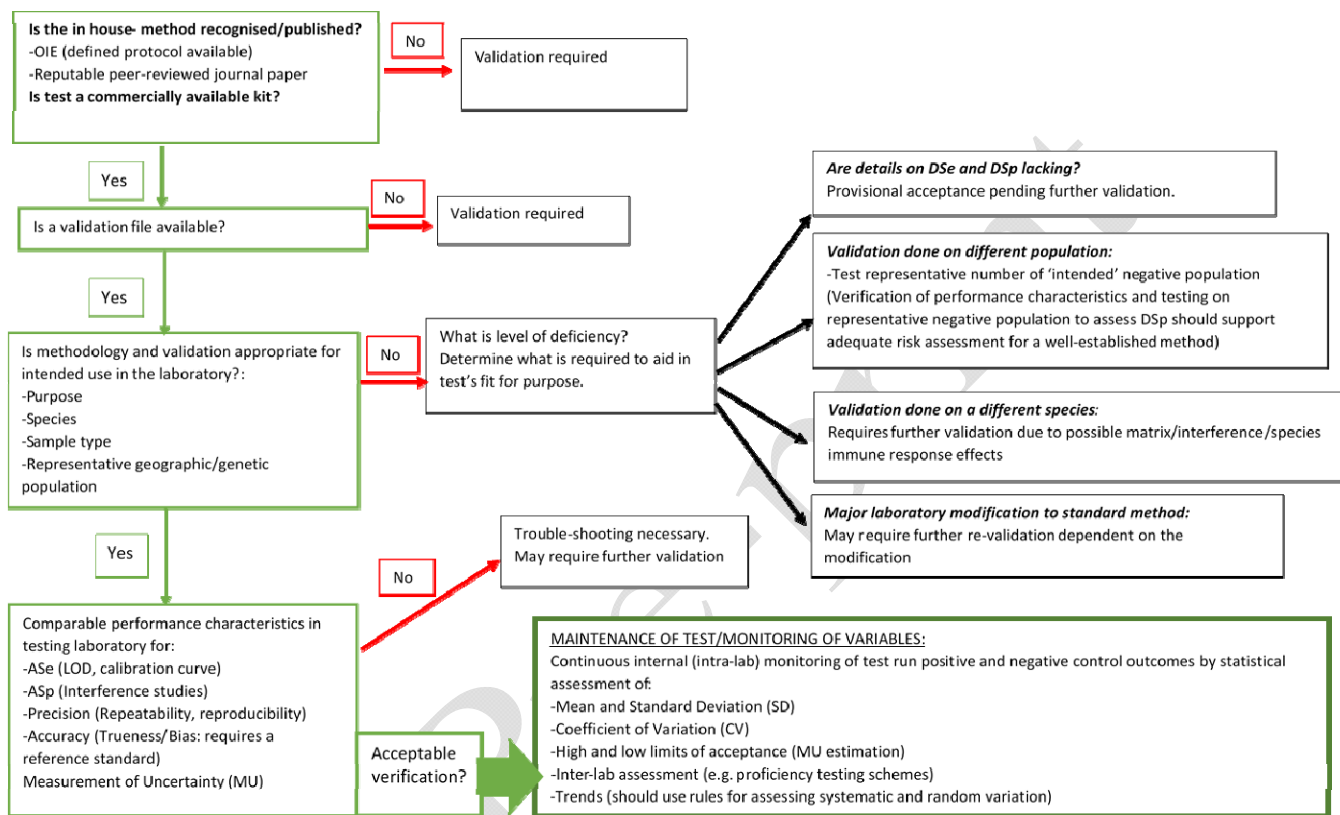 Is the in house- method recognised/published?
-OIE (defined protocol available)
-Reputable peer-reviewed journal paper
Is test a commercially available kit?
No
Validation required
Yes
Is a validation file available?
No
Validation required
Yes
Is methodology and validation appropriate for
intended use in the laboratory?:
-Purpose
-Species
-Sample type
-Representative geographic/genetic
population
No
What is level of deficiency?
Determine what is required to aid in
test's fit for purpose.
Are details on DSe and DSp lacking?
Provisional acceptance pending further validation.
Validation done on different population:
-Test representative number of 'intended' negative population
(Verification of performance characteristics and testing on
representative negative population to assess DSp should support
adequate risk assessment for a well-established method)
Validation done on a different species:
Requires further validation due to possible matrix/interference/species
immune response effects
Major laboratory modification to standard method:
May require further re-validation dependent on the
modification
Yes
Comparable performance characteristics in
testing laboratory for:
-ASe (LOD, calibration curve)
-ASp (Interference studies)
-Precision (Repeatability, reproducibility)
-Accuracy (Trueness/Bias: requires a
reference standard)
Measurement of Uncertainty (MU)
No
Trouble-shooting necessary.
May require further validation
Acceptable
verification?
MAINTENANCE OF TEST/MONITORING OF VARIABLES:
Continuous internal (intra-lab) monitoring of test run positive and negative control outcomes by statistical
assessment of:
-Mean and Standard Deviation (SD)
-Coefficient of Variation (CV)
-High and low limits of acceptance (MU estimation)
-Inter-lab assessment (e.g. proficiency testing schemes)
-Trends (should use rules for assessing systematic and random variation)